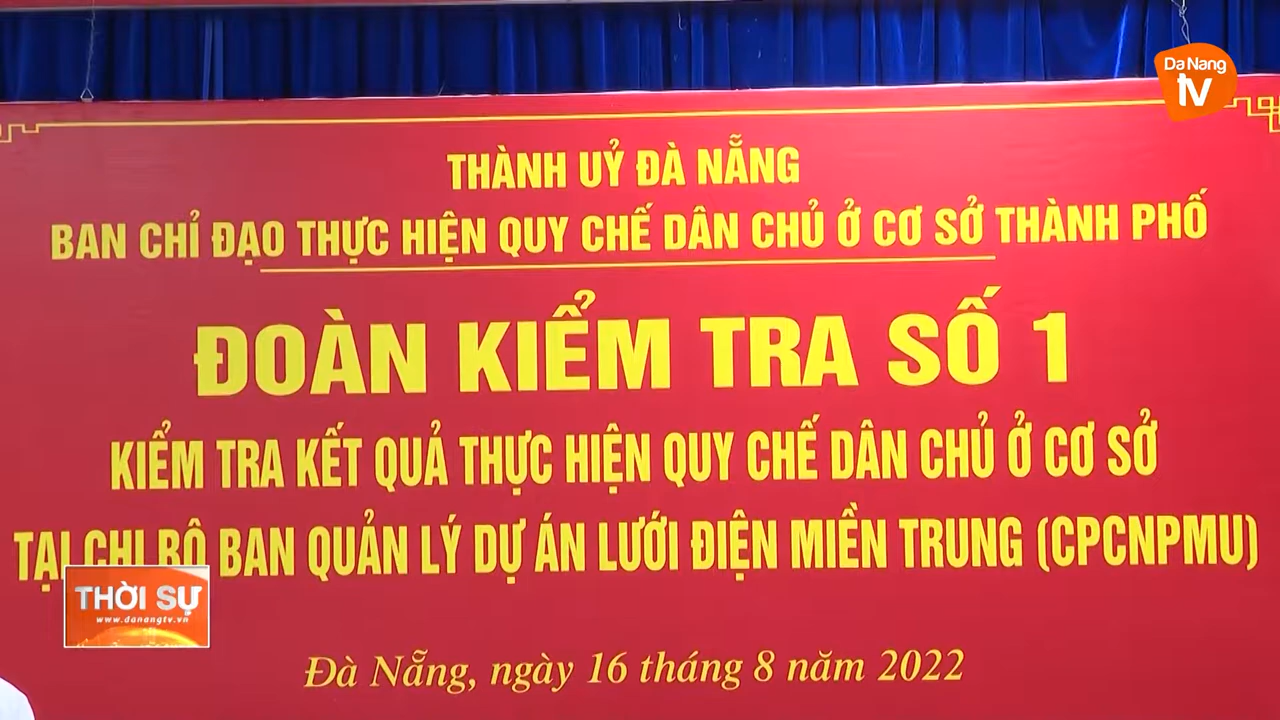 Da Nang
tv
THÀNH UỶ ĐÀ NẴNG
BAN CHỈ ĐẠO THỰC HIỆN QUY CHẾ DÂN CHỦ Ở CƠ SỞ THÀNH PHỐ
ĐOÀN KIỂM TRA SỐ 1
KIỂM TRA KẾT QUẢ THỰC HIỆN QUY CHẾ DÂN CHỦ Ở CƠ SỞ
TẠI CHI BỘ BAN QUẢN LÝ DỰ ÁN LƯỚI ĐIỆN MIỀN TRUNG (CPCNPMU)
THỜI SỰ
www.danangtv.vn
Đà Nẵng, ngày 16 tháng 8 năm 2022